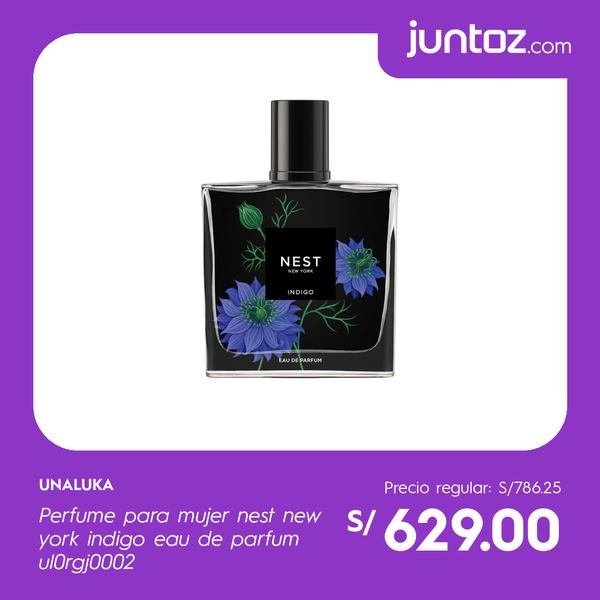 juntoz.com
NEST
NEW YORK
INDIGO
EAU DE PARFUM
UNALUKA
Perfume para mujer nest new
york indigo eau de parfum
ul0rgj0002
Precio regular: S/786.25
S/ 629.00